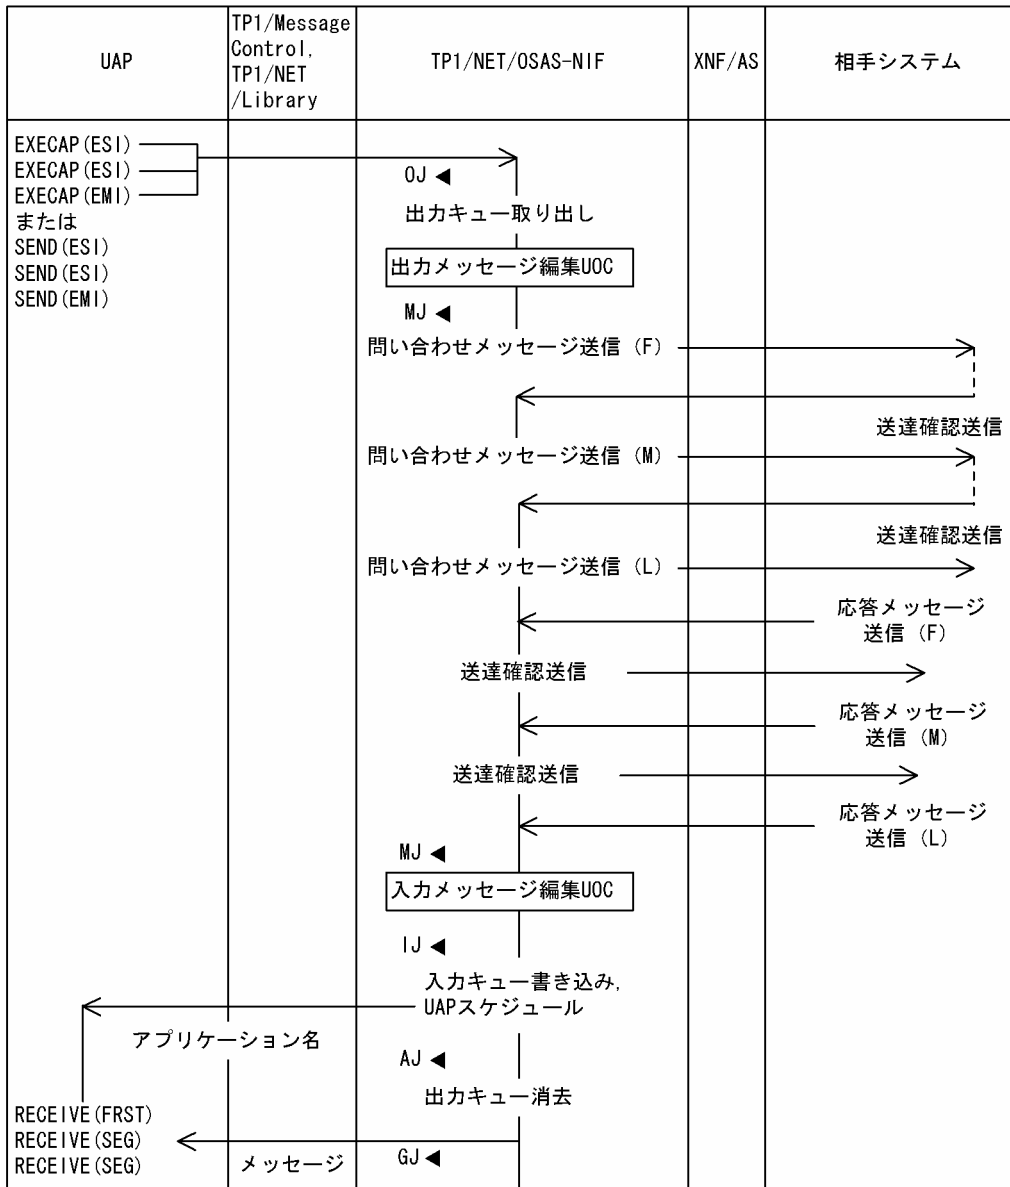 UAP
TP1/Message
Control,
TP1/NET
/Library
TP1/NET/OSAS-NIF
XNF/AS
相手システム
EXECAP(ESI)
EXECAP(ESI)
EXECAP(EMI)
または
SEND(ESI)
SEND(ESI)
SEND(EMI)
OJ
出力キュー取り出し
出力メッセージ編集UOC
MJ
問い合わせメッセージ送信 (F)
送達確認送信
問い合わせメッセージ送信 (M)
送達確認送信
問い合わせメッセージ送信 (L)
応答メッセージ
送信 (F)
送達確認送信
応答メッセージ
送信 (M)
送達確認送信
応答メッセージ
送信 (L)
MJ
入力メッセージ編集UOC
IJ
入力キュー書き込み,
UAPスケジュール
アプリケーション名
AJ
出力キュー消去
RECEIVE(FRST)
RECEIVE(SEG)
RECEIVE(SEG)
メッセージ
GJ